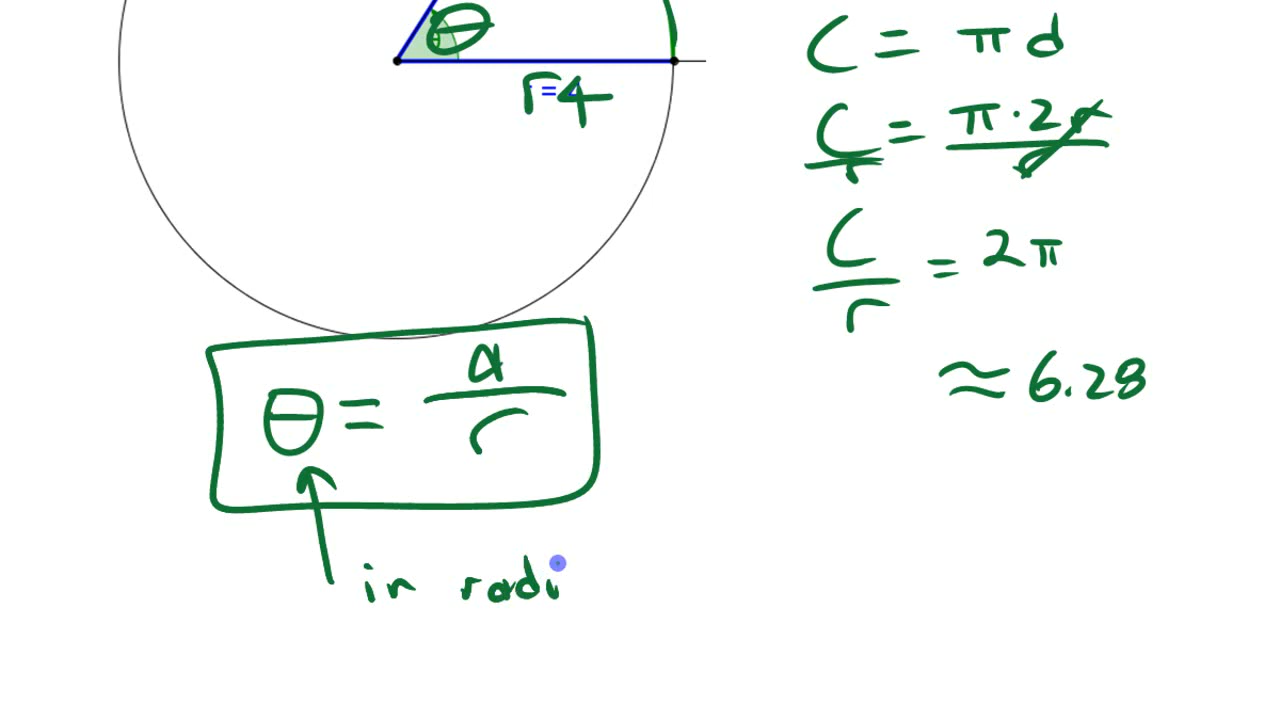 θ
r=4
C = πd
C/r = π·2r/r
C/r = 2π
≈ 6.28
θ = a/r
in radi